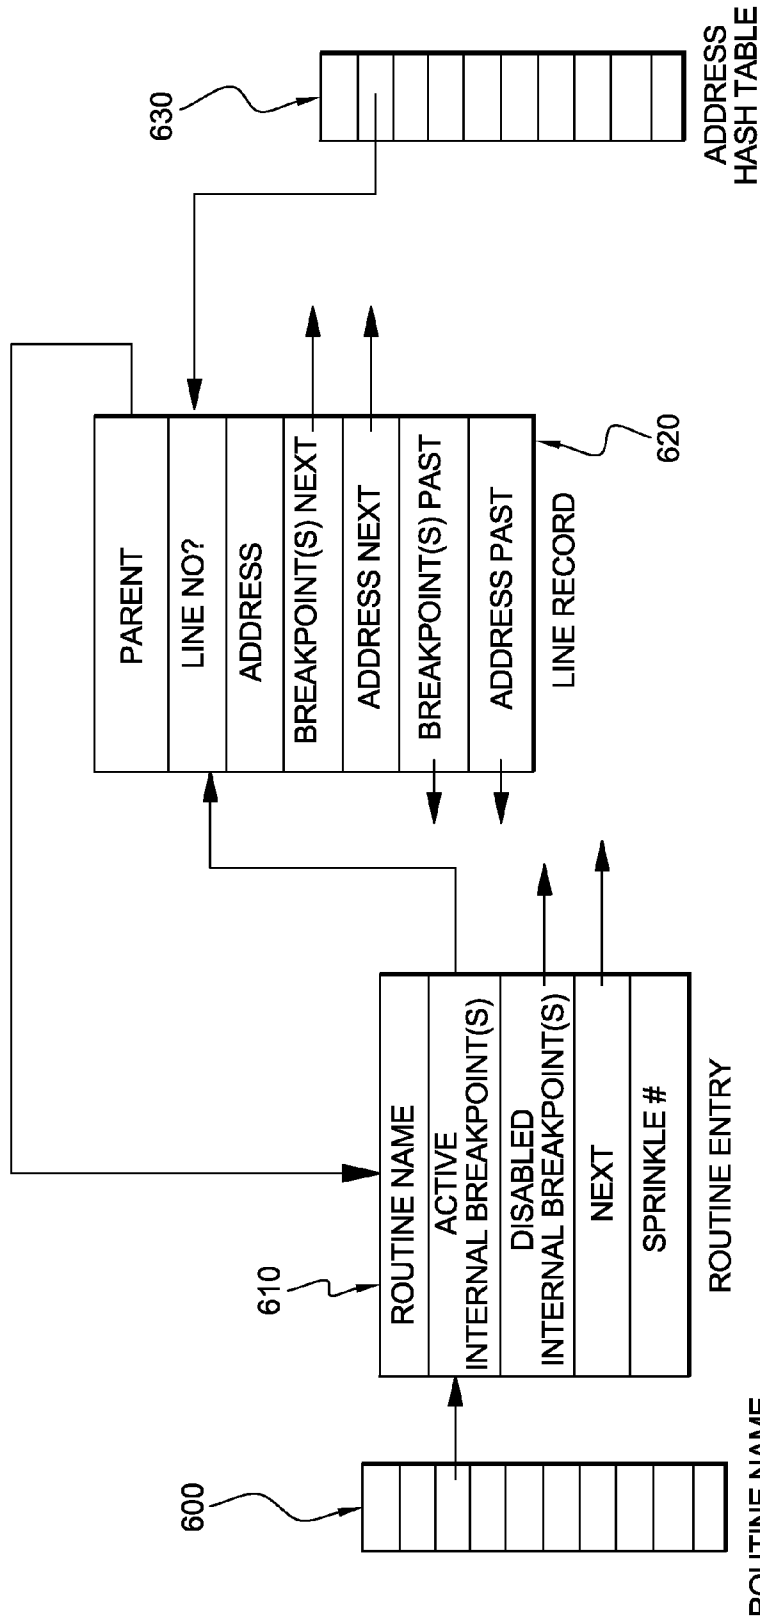 600
ROUTINE NAME
610
ROUTINE NAME
ACTIVE
INTERNAL BREAKPOINT(S)
DISABLED
INTERNAL BREAKPOINT(S)
NEXT
SPRINKLE #
ROUTINE ENTRY
PARENT
LINE NO?
ADDRESS
BREAKPOINT(S) NEXT
ADDRESS NEXT
BREAKPOINT(S) PAST
ADDRESS PAST
LINE RECORD
620
630
ADDRESS
HASH TABLE